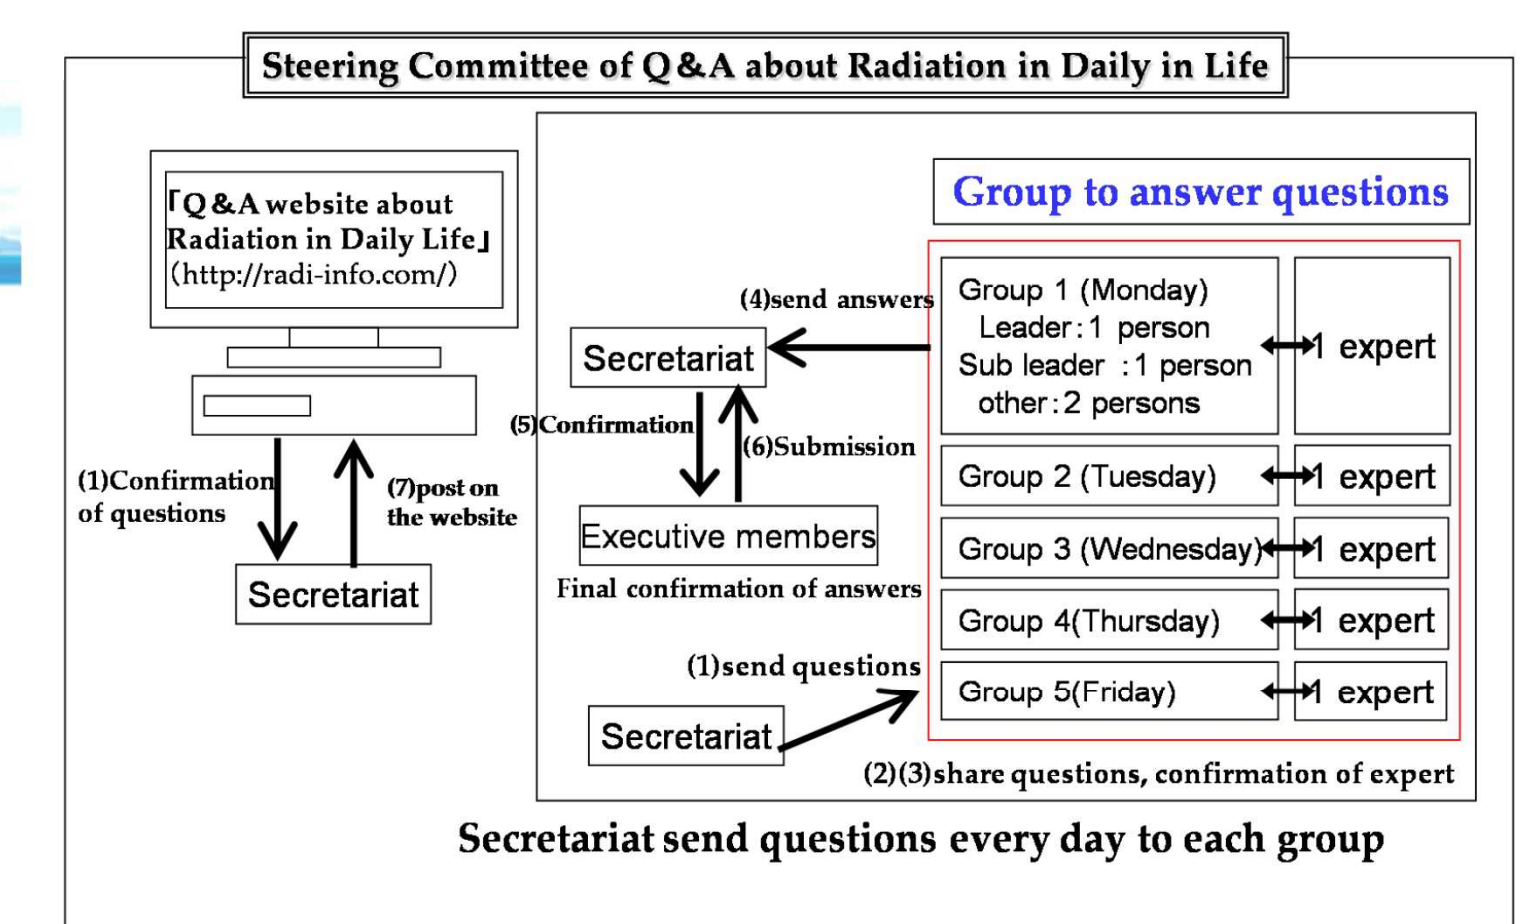 Steering Committee of Q&A about Radiation in Daily in Life
「Q&A website about
Radiation in Daily Life」
(http://radi-info.com/)
(1)Confirmation
of questions
(7)post on
the website
Secretariat
Group to answer questions
(4)send answers
Secretariat
(5)Confirmation
(6)Submission
Executive members
Final confirmation of answers
(1)send questions
Secretariat
Group 1 (Monday)
Leader:1 person
Sub leader :1 person
other:2 persons
1 expert
Group 2 (Tuesday)
1 expert
Group 3 (Wednesday)
1 expert
Group 4(Thursday)
1 expert
Group 5(Friday)
1 expert
(2)(3)share questions, confirmation of expert
Secretariat send questions every day to each group